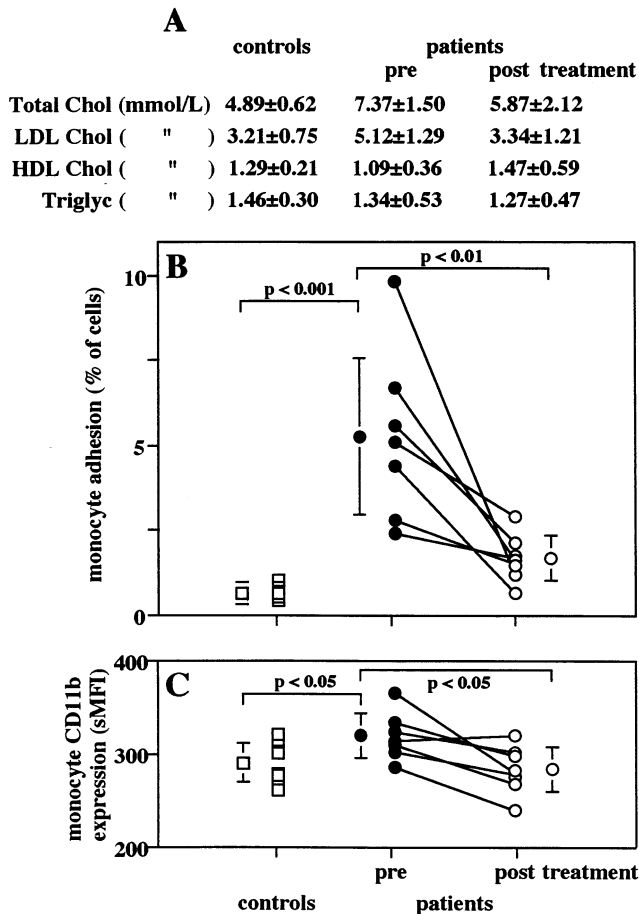 A
controls patients
pre post treatment
Total Chol (mmol/L) 4.89±0.62 7.37±1.50 5.87±2.12
LDL Chol ( " ) 3.21±0.75 5.12±1.29 3.34±1.21
HDL Chol ( " ) 1.29±0.21 1.09±0.36 1.47±0.59
Triglyc ( " ) 1.46±0.30 1.34±0.53 1.27±0.47
B
p < 0.01
p < 0.001
10
5
0
monocyte adhesion (% of cells)
C
p < 0.05
p < 0.05
400
300
200
monocyte CD11b
expression (sMFI)
pre post treatment
controls patients